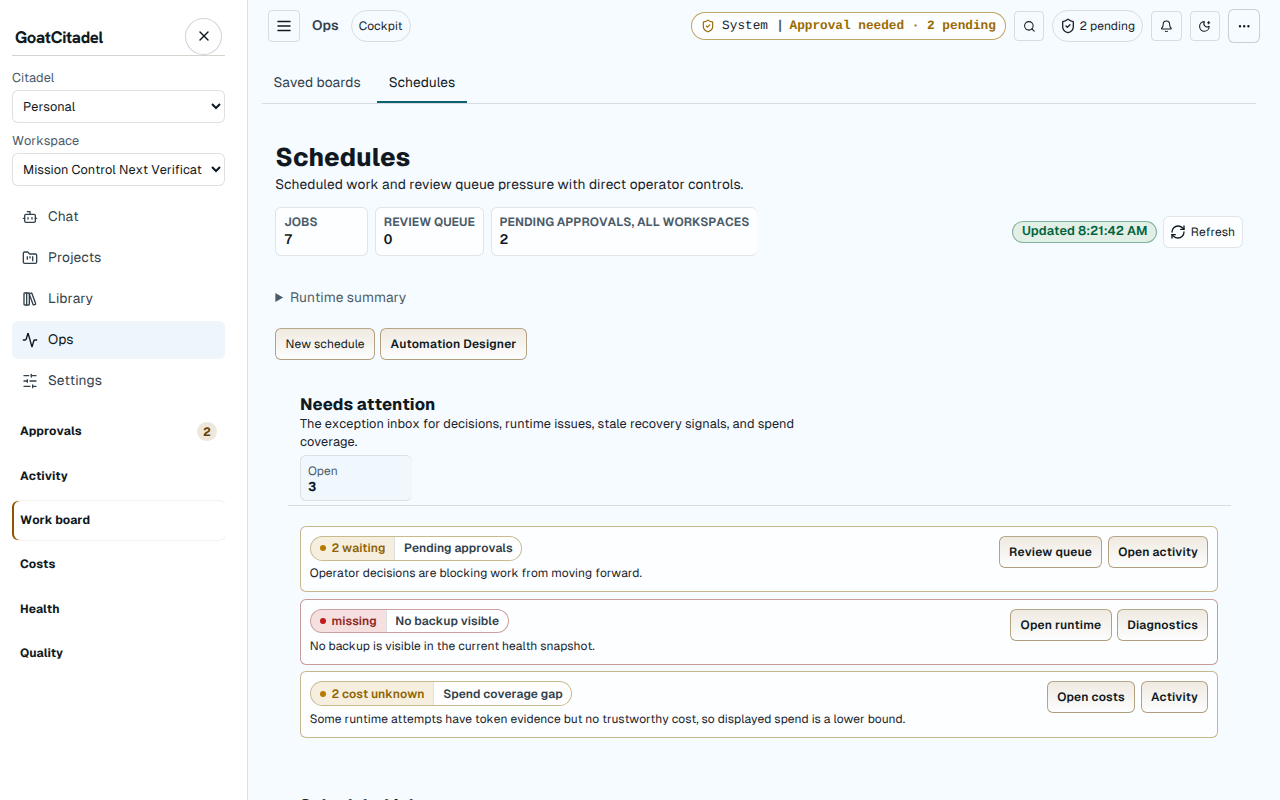 GoatCitadel
Citadel
Personal
Workspace
Mission Control Next Verificat
Chat
Projects
Library
Ops
Settings
Approvals 2
Activity
Work board
Costs
Health
Quality
Ops Cockpit System | Approval needed · 2 pending 2 pending
Saved boards Schedules
Schedules
Scheduled work and review queue pressure with direct operator controls.
JOBS
7
REVIEW QUEUE
0
PENDING APPROVALS, ALL WORKSPACES
2
Updated 8:21:42 AM Refresh
Runtime summary
New schedule Automation Designer
Needs attention
The exception inbox for decisions, runtime issues, stale recovery signals, and spend
coverage.
Open
3
2 waiting Pending approvals Review queue Open activity
Operator decisions are blocking work from moving forward.
missing No backup visible Open runtime Diagnostics
No backup is visible in the current health snapshot.
2 cost unknown Spend coverage gap Open costs Activity
Some runtime attempts have token evidence but no trustworthy cost, so displayed spend is a lower bound.